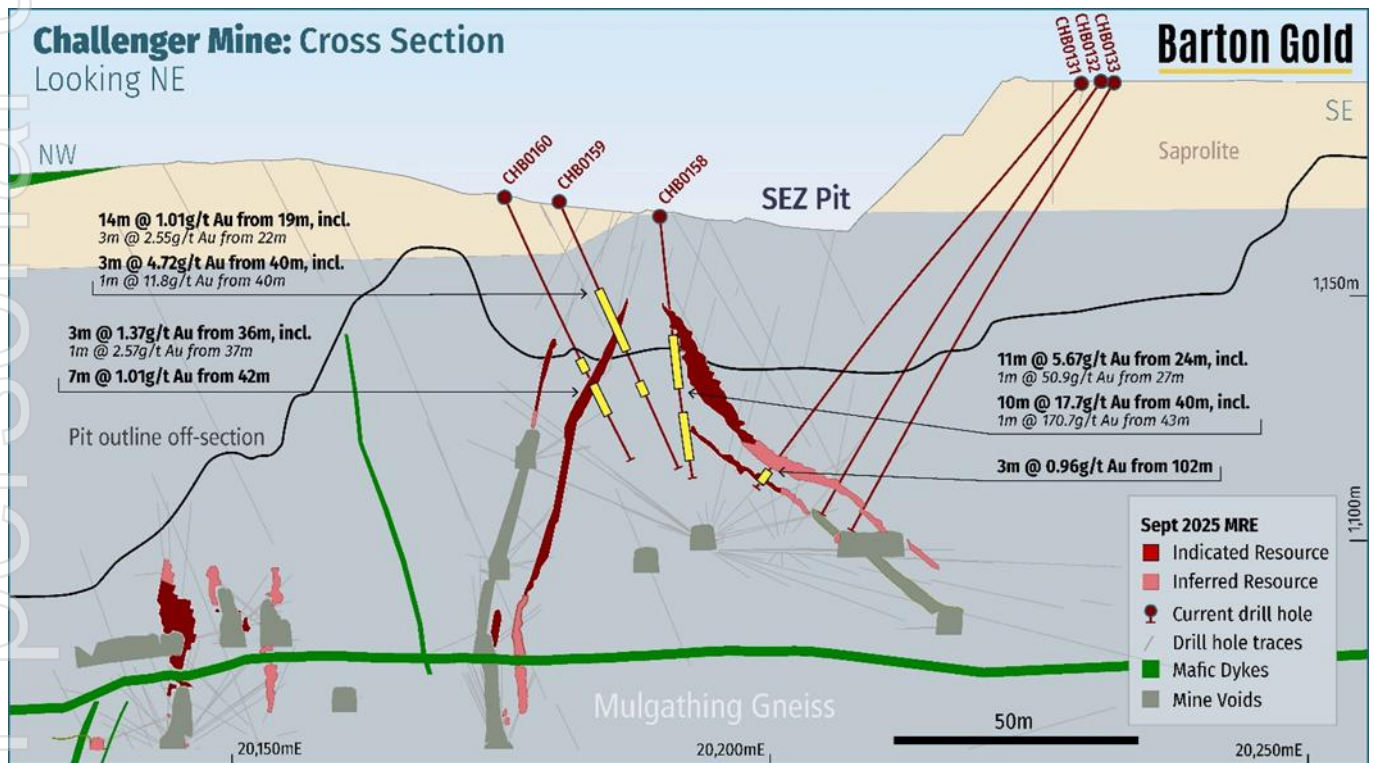 Challenger Mine: Cross Section
Looking NE
Barton Gold
CHB0131
CHB0132
CHB0133
NW
SE
CHB0160
CHB0159
CHB0158
SEZ Pit
Saprolite
14m @ 1.01g/t Au from 19m, incl.
3m @ 2.55g/t Au from 22m
3m @ 4.72g/t Au from 40m, incl.
1m @ 11.8g/t Au from 40m
1,150m
3m @ 1.37g/t Au from 36m, incl.
1m @ 2.57g/t Au from 37m
7m @ 1.01g/t Au from 42m
11m @ 5.67g/t Au from 24m, incl.
1m @ 50.9g/t Au from 27m
10m @ 17.7g/t Au from 40m, incl.
1m @ 170.7g/t Au from 43m
Pit outline off-section
3m @ 0.96g/t Au from 102m
1,100m
Sept 2025 MRE
Indicated Resource
Inferred Resource
Current drill hole
Drill hole traces
Mafic Dykes
Mine Voids
Mulgathing Gneiss
50m
20,150mE
20,200mE
20,250mE